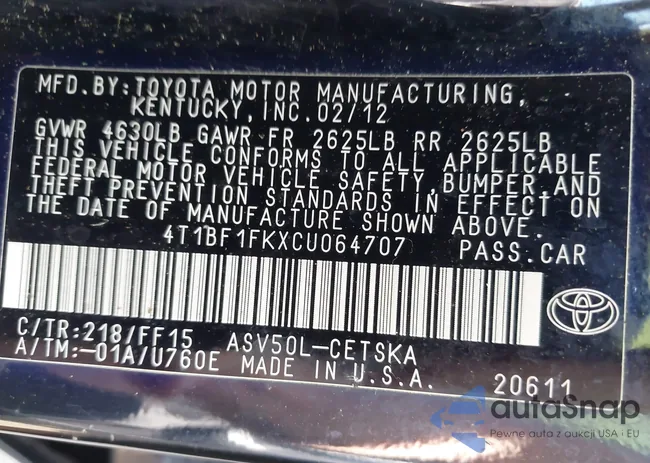 MFD.BY:TOYOTA MOTOR MANUFACTURING,
KENTUCKY, INC. 02/12
GVWR 4630LB GAWR FR 2625LB RR 2625LB
THIS VEHICLE CONFORMS TO ALL APPLICABLE
FEDERAL MOTOR VEHICLE SAFETY, BUMPER, AND
THEFT PREVENTION STANDARDS IN EFFECT ON
THE DATE OF MANUFACTURE SHOWN ABOVE.
4T1BF1FKXCU064707 PASS.CAR
C/TR:218/FF15 ASV50L-CETSKA
A/TM:-01A/U760E MADE IN U.S.A. 20611
autoSnap
Pewne auta z aukcji USA i EU